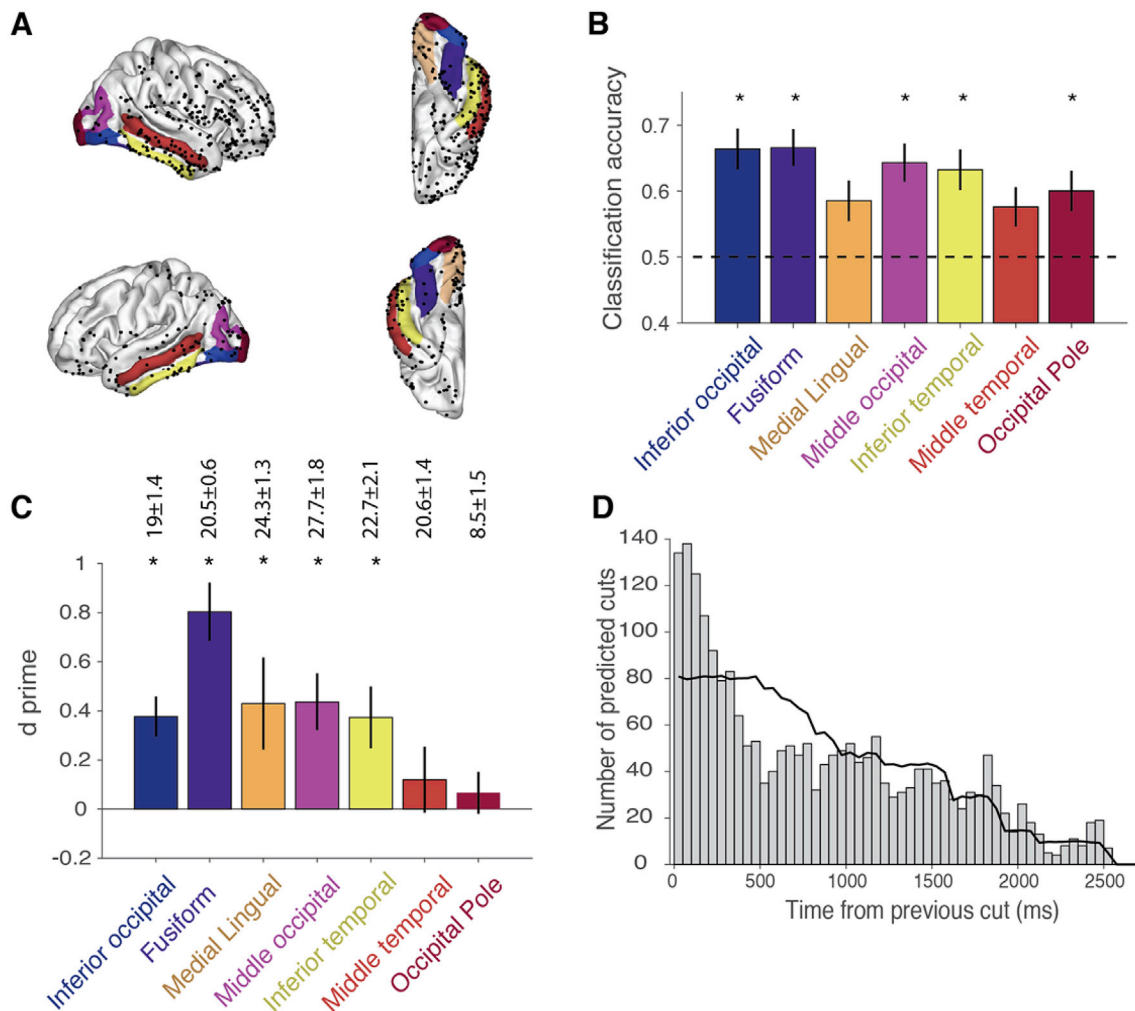 A
B
Classification accuracy
0.7
0.6
0.5
0.4
* * * * *
Inferior occipital
Fusiform
Medial Lingual
Middle occipital
Inferior temporal
Middle temporal
Occipital Pole
C
19±1.4
20.5±0.6
24.3±1.3
27.7±1.8
22.7±2.1
20.6±1.4
8.5±1.5
* * * * *
d prime
1
0.8
0.6
0.4
0.2
0
-0.2
Inferior occipital
Fusiform
Medial Lingual
Middle occipital
Inferior temporal
Middle temporal
Occipital Pole
D
Number of predicted cuts
140
120
100
80
60
40
20
0
0 500 1000 1500 2000 2500
Time from previous cut (ms)